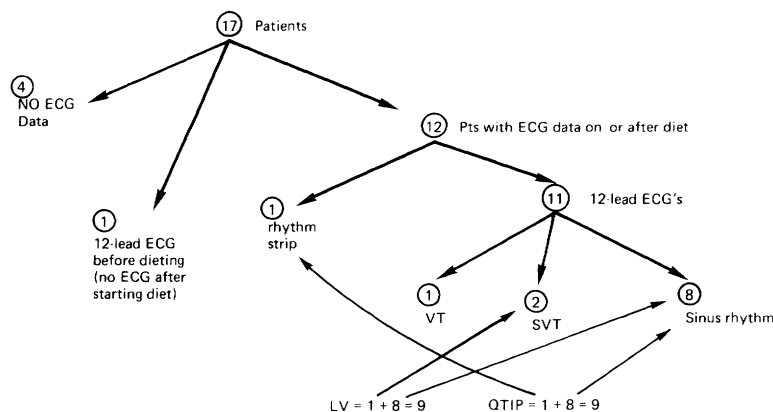 17 Patients
4
NO ECG
Data
12 Pts with ECG data on or after diet
1
12-lead ECG
before dieting
(no ECG after
starting diet)
1
rhythm
strip
11 12-lead ECG's
1
VT
2
SVT
8
Sinus rhythm
LV = 1 + 8 = 9
QTIP = 1 + 8 = 9